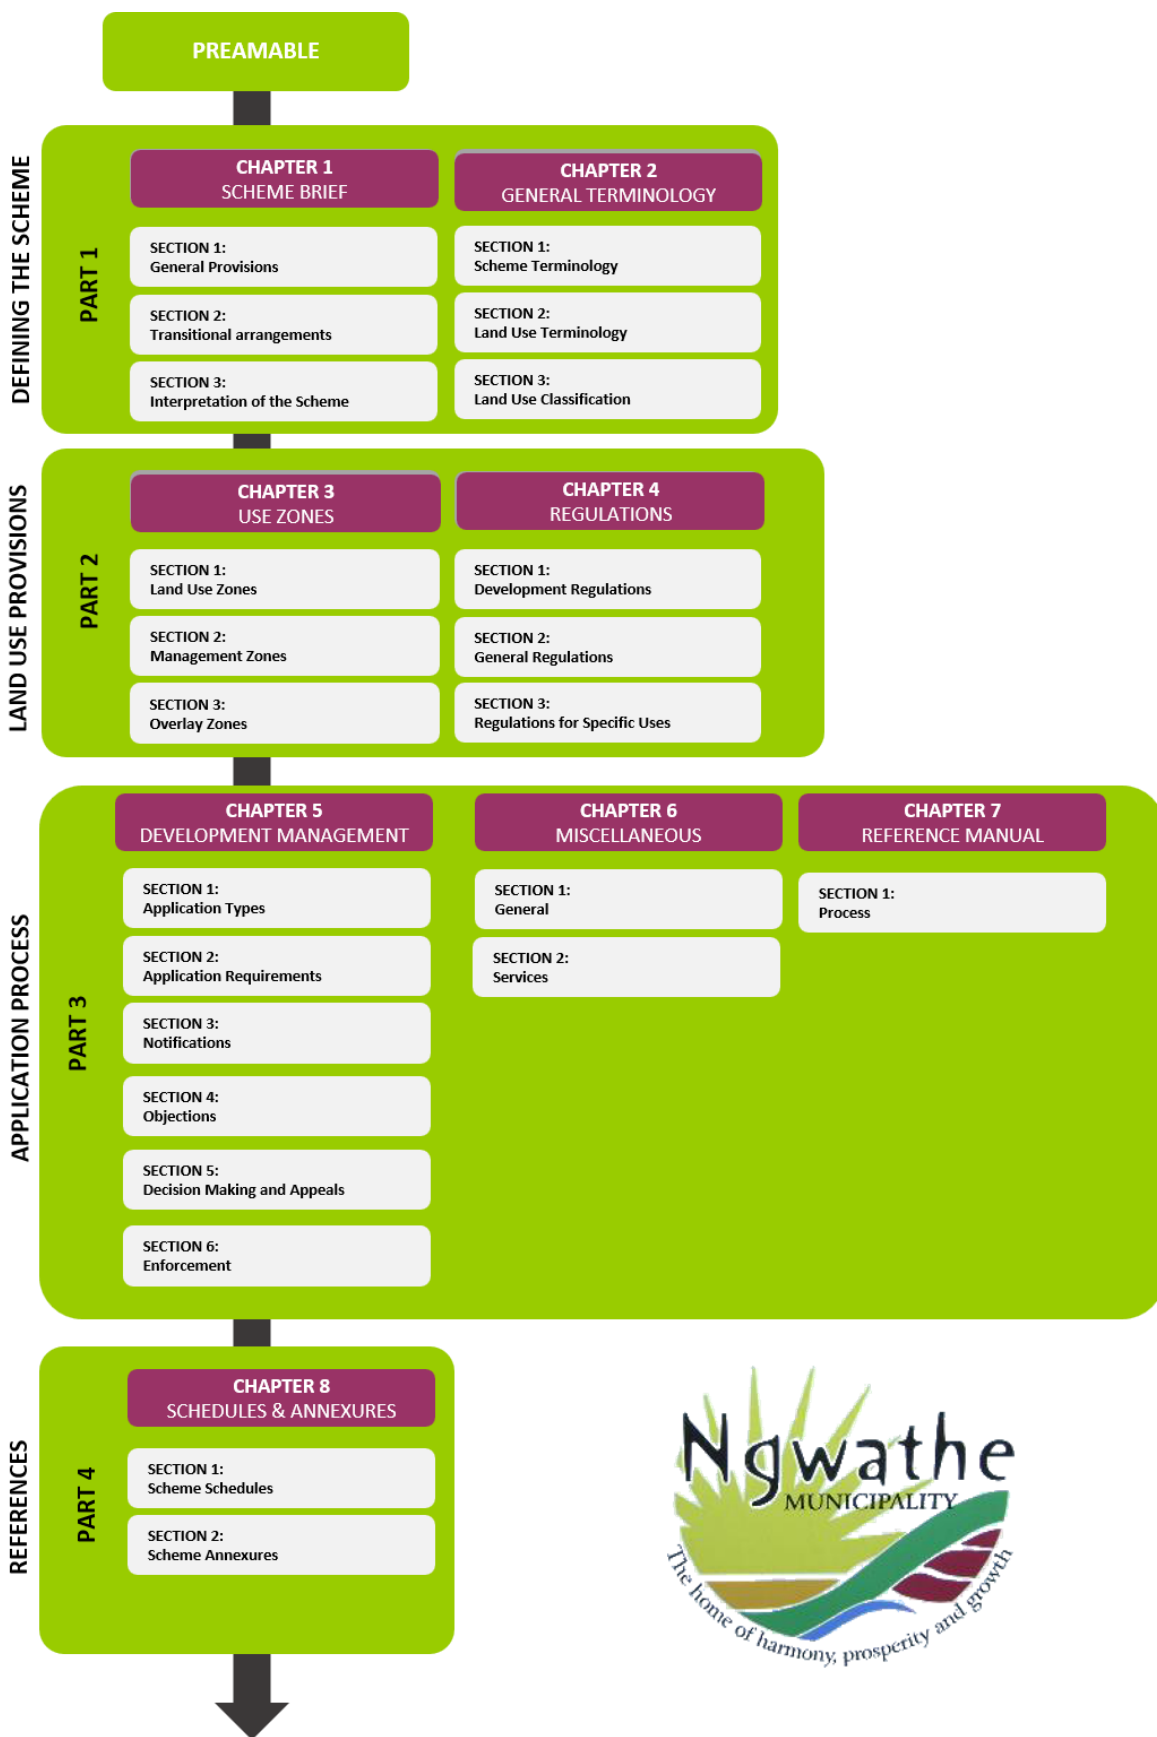 PREAMABLE
DEFINING THE SCHEME
PART 1
CHAPTER 1
SCHEME BRIEF
SECTION 1:
General Provisions
SECTION 2:
Transitional arrangements
SECTION 3:
Interpretation of the Scheme
CHAPTER 2
GENERAL TERMINOLOGY
SECTION 1:
Scheme Terminology
SECTION 2:
Land Use Terminology
SECTION 3:
Land Use Classification
LAND USE PROVISIONS
PART 2
CHAPTER 3
USE ZONES
SECTION 1:
Land Use Zones
SECTION 2:
Management Zones
SECTION 3:
Overlay Zones
CHAPTER 4
REGULATIONS
SECTION 1:
Development Regulations
SECTION 2:
General Regulations
SECTION 3:
Regulations for Specific Uses
APPLICATION PROCESS
PART 3
CHAPTER 5
DEVELOPMENT MANAGEMENT
SECTION 1:
Application Types
SECTION 2:
Application Requirements
SECTION 3:
Notifications
SECTION 4:
Objections
SECTION 5:
Decision Making and Appeals
SECTION 6:
Enforcement
CHAPTER 6
MISCELLANEOUS
SECTION 1:
General
SECTION 2:
Services
CHAPTER 7
REFERENCE MANUAL
SECTION 1:
Process
REFERENCES
PART 4
CHAPTER 8
SCHEDULES & ANNEXURES
SECTION 1:
Scheme Schedules
SECTION 2:
Scheme Annexures
Ngwathe
MUNICIPALITY
The home of harmony, prosperity and growth